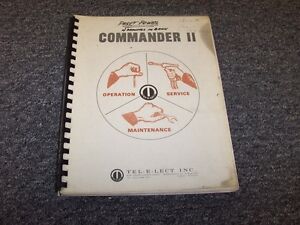 COMMANDER II
OPERATION
SERVICE
MAINTENANCE
TEL-E-LECT, INC.